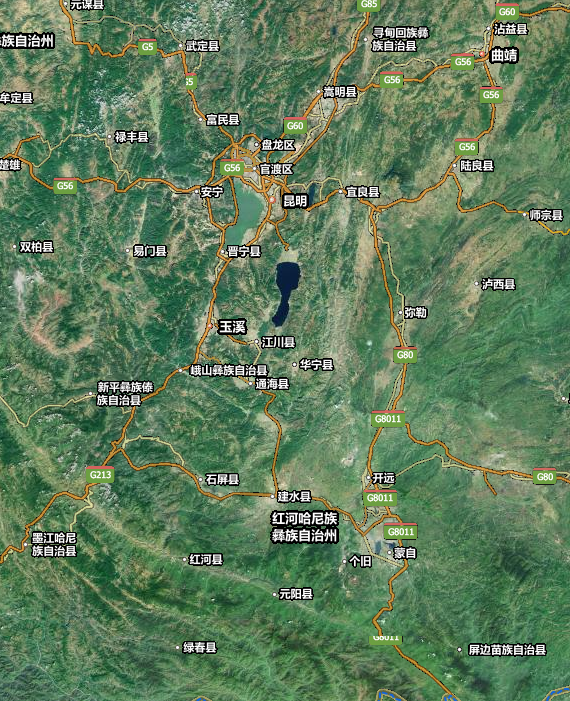 元谋县
G85
G60
寻甸回族彝
族自治县
沾益县
彝族自治州
G5
武定县
曲靖
G56
G56
牟定县
嵩明县
G56
富民县
G60
禄丰县
盘龙区
G56
楚雄
G56
官渡区
陆良县
G56
安宁
昆明
宜良县
师宗县
双柏县
易门县
晋宁县
泸西县
弥勒
玉溪
江川县
G80
华宁县
峨山彝族自治县
通海县
新平彝族傣
族自治县
G8011
G213
石屏县
开远
G80
建水县
G8011
红河哈尼族
彝族自治州
G8011
墨江哈尼
族自治县
蒙自
红河县
个旧
元阳县
G8011
绿春县
屏边苗族自治县